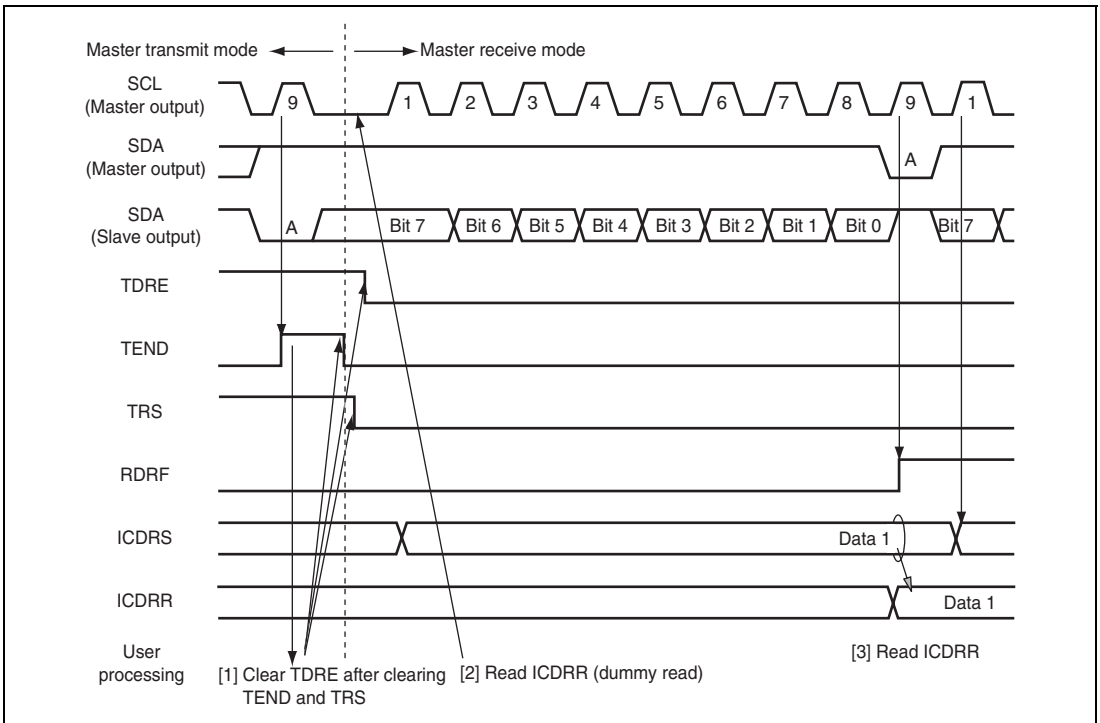 Master transmit mode
Master receive mode
SCL
(Master output)
9
1
2
3
4
5
6
7
8
9
1
SDA
(Master output)
A
SDA
(Slave output)
A
Bit 7
Bit 6
Bit 5
Bit 4
Bit 3
Bit 2
Bit 1
Bit 0
Bit 7
TDRE
TEND
TRS
RDRF
ICDRS
Data 1
ICDRR
Data 1
User
processing
[1] Clear TDRE after clearing
TEND and TRS
[2] Read ICDRR (dummy read)
[3] Read ICDRR